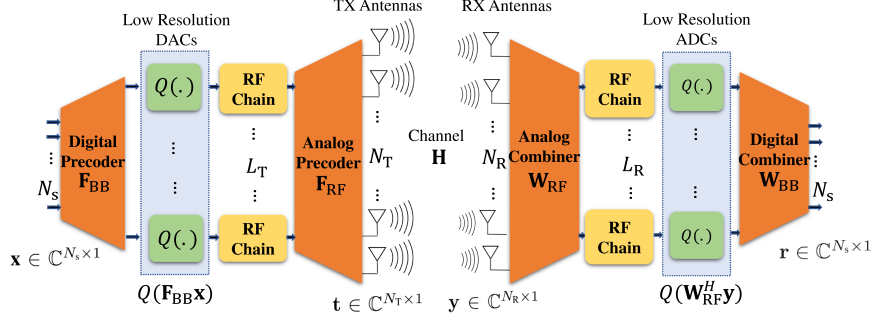 Low Resolution
DACs
TX Antennas
RX Antennas
Low Resolution
ADCs
Q(.)
RF
Chain
RF
Chain
Q(.)
Digital
Precoder
F_BB
N_s
⋮
⋯
⋮
L_T
Analog
Precoder
F_RF
⋮
N_T
Channel
H
⋮
N_R
Analog
Combiner
W_RF
⋮
L_R
⋯
Digital
Combiner
W_BB
⋮
N_s
Q(.)
RF
Chain
RF
Chain
Q(.)
x ∈ ℂ^{N_s×1}
Q(F_BB x)
t ∈ ℂ^{N_T×1}
y ∈ ℂ^{N_R×1}
Q(W_RF^H y)
r ∈ ℂ^{N_s×1}